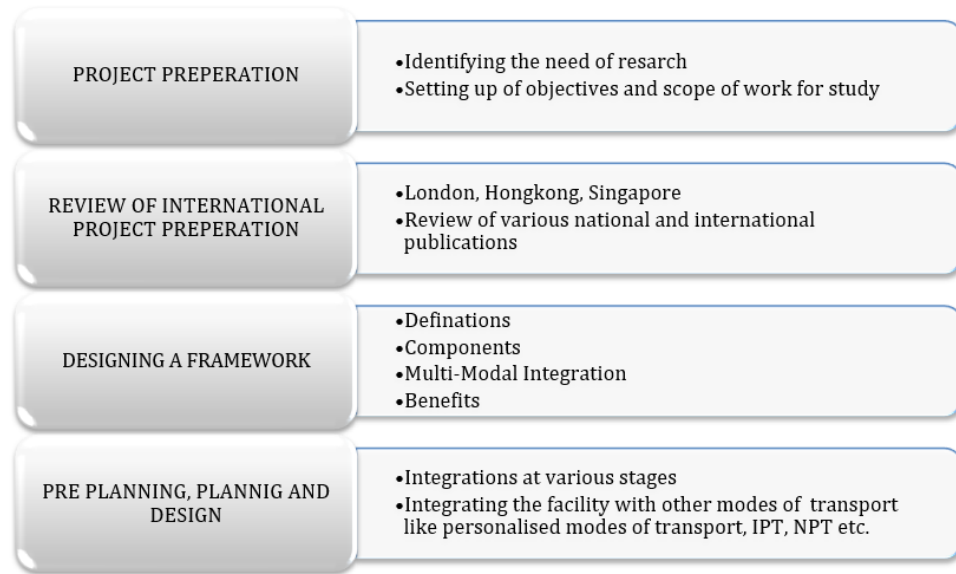 PROJECT PREPERATION
•Identifying the need of resarch
•Setting up of objectives and scope of work for study
REVIEW OF INTERNATIONAL
PROJECT PREPERATION
•London, Hongkong, Singapore
•Review of various national and international
publications
DESIGNING A FRAMEWORK
•Definations
•Components
•Multi-Modal Integration
•Benefits
PRE PLANNING, PLANNIG AND
DESIGN
•Integrations at various stages
•Integrating the facility with other modes of transport
like personalised modes of transport, IPT, NPT etc.